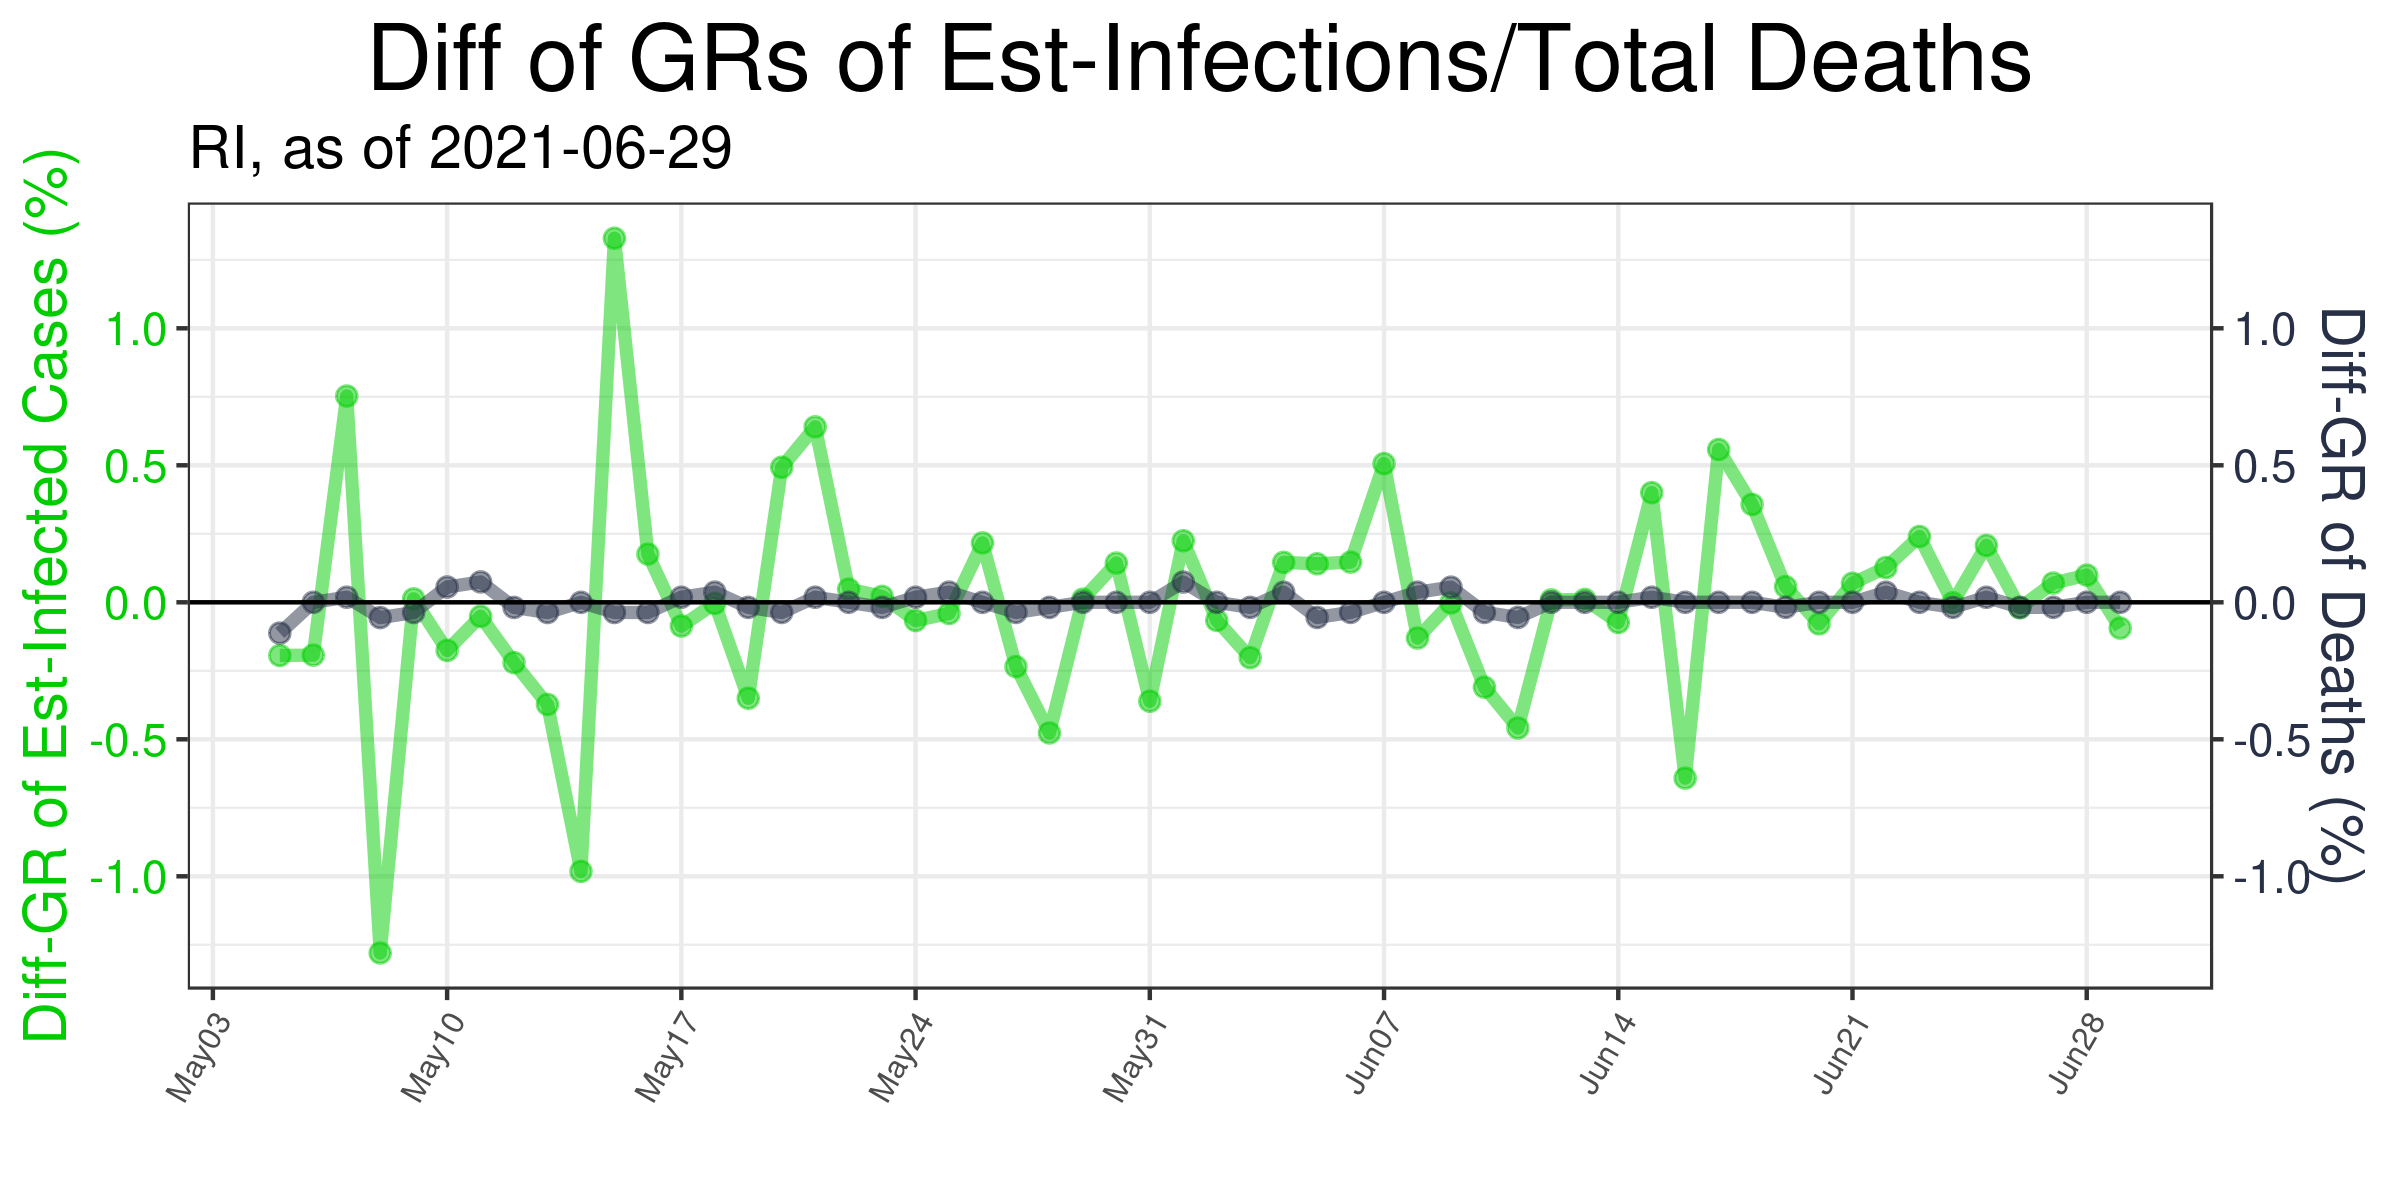 Diff of GRs of Est-Infections/Total Deaths
RI, as of 2021-06-29
Diff-GR of Est-Infected Cases (%)
1.0
0.5
0.0
-0.5
-1.0
1.0
0.5
0.0
-0.5
-1.0
Diff-GR of Deaths (%)
May03
May10
May17
May24
May31
Jun07
Jun14
Jun21
Jun28